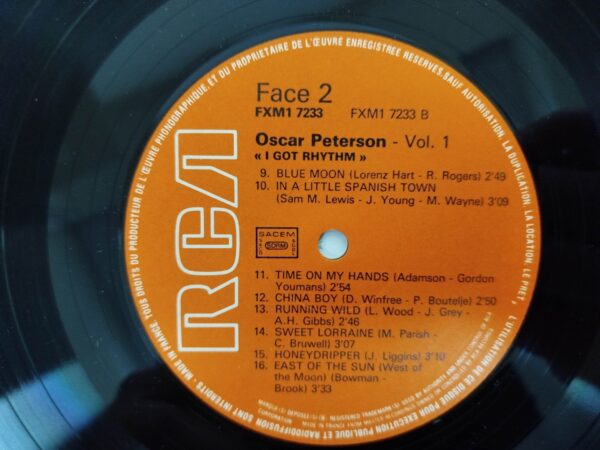 Face 2
FXM1 7233 FXM1 7233 B
Oscar Peterson - Vol. 1
« I GOT RHYTHM »
9. BLUE MOON (Lorenz Hart - R. Rogers) 2'49
10. IN A LITTLE SPANISH TOWN
(Sam M. Lewis - J. Young - M. Wayne) 3'09
RCA
SACEM
SDRM
11. TIME ON MY HANDS (Adamson - Gordon
Youmans) 2'54
12. CHINA BOY (D. Winfree - P. Boutelje) 2'50
13. RUNNING WILD (L. Wood - J. Grey -
A.H. Gibbs) 2'46
14. SWEET LORRAINE (M. Parish -
C. Bruwell) 3'07
15. HONEYDRIPPER (J. Liggins) 3'10
16. EAST OF THE SUN (West of
the Moon) (Bowman -
Brook) 3'33
MADE IN FRANCE. TOUS DROITS DU PRODUCTEUR DE L'ŒUVRE PHONOGRAPHIQUE, ET DU PROPRIETAIRE DE L'ŒUVRE ENREGISTREE RESERVES. SAUF AUTORISATION, LA DUPLICATION, LA LOCATION, LE PRET, L'UTILISATION DE CE DISQUE POUR EXECUTION PUBLIQUE ET RADIODIFFUSION SONT INTERDITS -